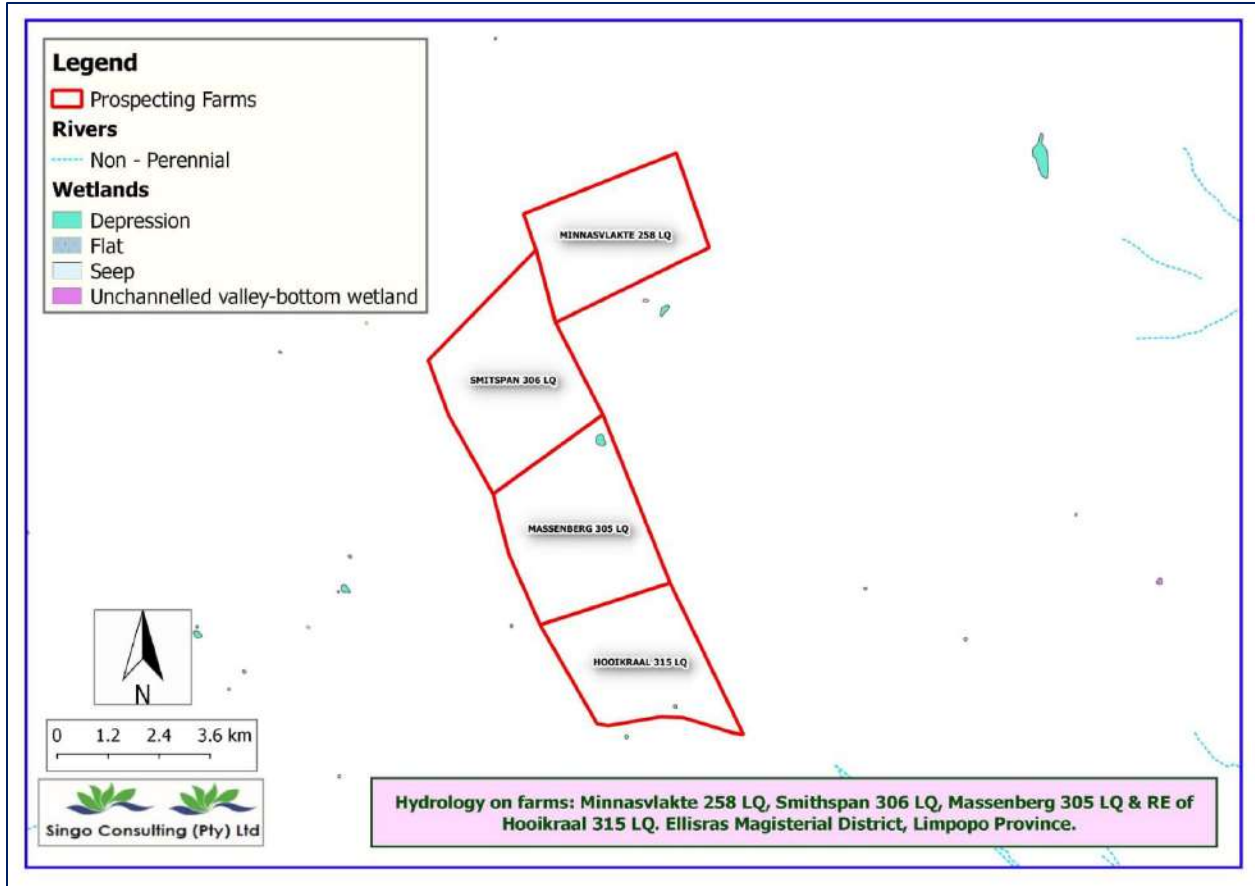 Legend
Prospecting Farms
Rivers
Non - Perennial
Wetlands
Depression
Flat
Seep
Unchannelled valley-bottom wetland
MINNASVLAKTE 258 LQ
SMITSPAN 306 LQ
MASSENBERG 305 LQ
HOOIKRAAL 315 LQ
N
0 1.2 2.4 3.6 km
Singo Consulting (Pty) Ltd
Hydrology on farms: Minnasvlakte 258 LQ, Smithspan 306 LQ, Massenberg 305 LQ & RE of
Hooikraal 315 LQ. Ellisras Magisterial District, Limpopo Province.